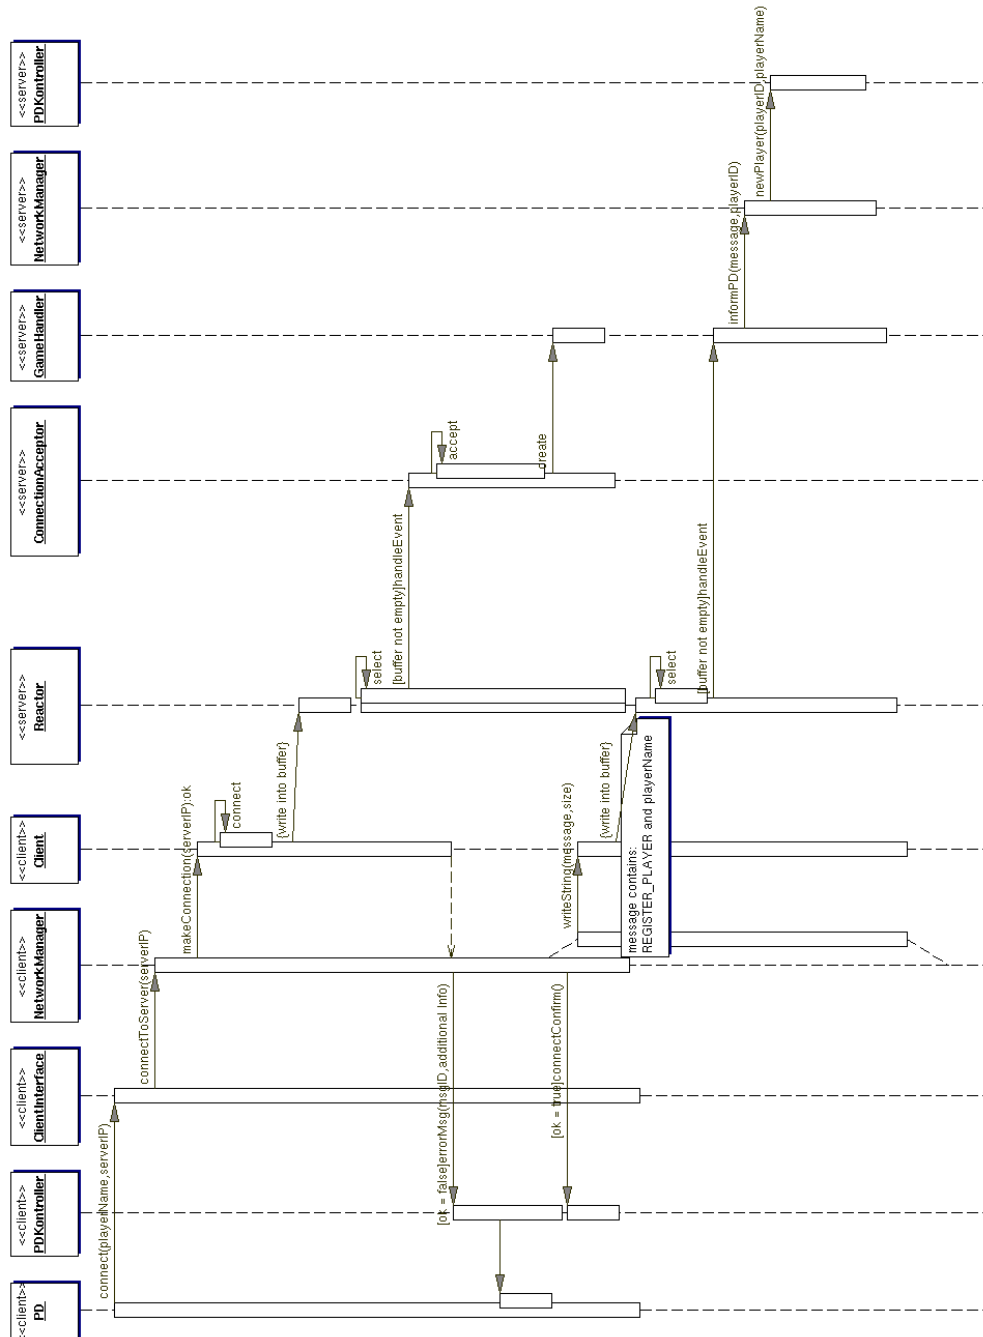 <<client>>
PD
<<client>>
PDKontroller
<<client>>
ClientInterface
<<client>>
NetworkManager
<<client>>
Client
<<server>>
Reactor
<<server>>
ConnectionAcceptor
<<server>>
GameHandler
<<server>>
NetworkManager
<<server>>
PDKontroller
connect(playerName,serverIP)
connectToServer(serverIP)
makeConnection(serverIP):ok
connect
{write into buffer}
select
[buffer not empty]handleEvent
accept
create
[ok = false]errorMsg(msgID,additional Info)
[ok = true]connectConfirm()
writeString(message,size)
{write into buffer}
message contains:
REGISTER_PLAYER and playerName
select
[buffer not empty]handleEvent
informPD(message,playerID)
newPlayer(playerID,playerName)